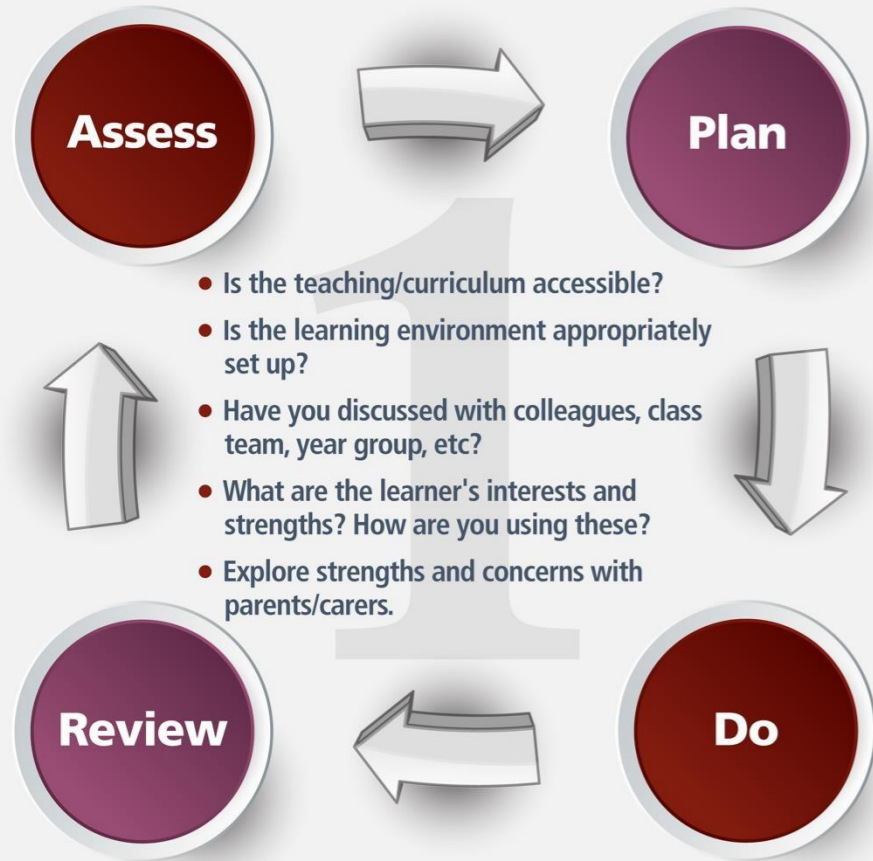 Assess
Plan
1
• Is the teaching/curriculum accessible?
• Is the learning environment appropriately
set up?
• Have you discussed with colleagues, class
team, year group, etc?
• What are the learner's interests and
strengths? How are you using these?
• Explore strengths and concerns with
parents/carers.
Review
Do